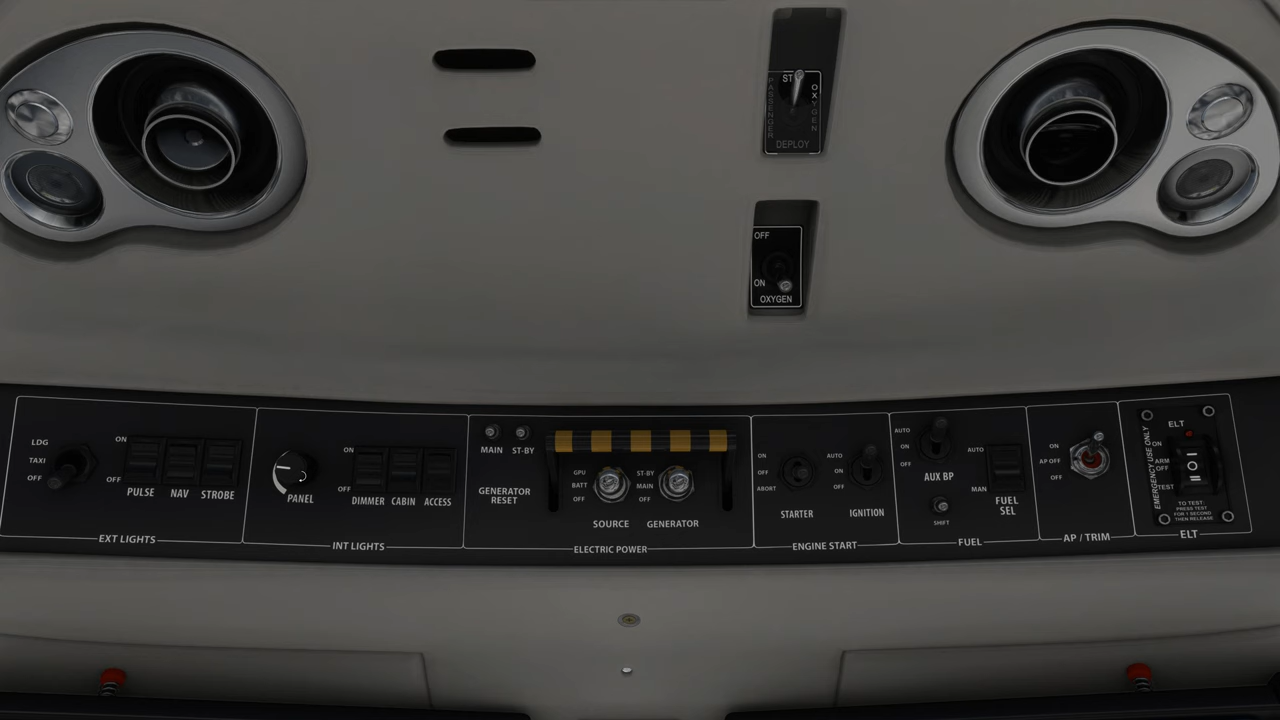 ST
PASSENGER
OXYGEN
DEPLOY
OFF
ON
OXYGEN
LDG
TAXI
OFF
ON
OFF
PULSE
NAV
STROBE
EXT LIGHTS
PANEL
ON
OFF
DIMMER
CABIN
ACCESS
INT LIGHTS
MAIN
ST-BY
GENERATOR
RESET
GPU
BATT
OFF
SOURCE
ST-BY
MAIN
OFF
GENERATOR
ELECTRIC POWER
ON
OFF
ABORT
STARTER
AUTO
ON
OFF
IGNITION
ENGINE START
AUTO
ON
OFF
AUX BP
SHIFT
AUTO
MAN
FUEL
SEL
FUEL
ON
AP OFF
OFF
AP / TRIM
ELT
EMERGENCY USE ONLY
ON
ARM
OFF
TEST
TO TEST:
PRESS TEST
FOR 1 SECOND
THEN RELEASE
ELT